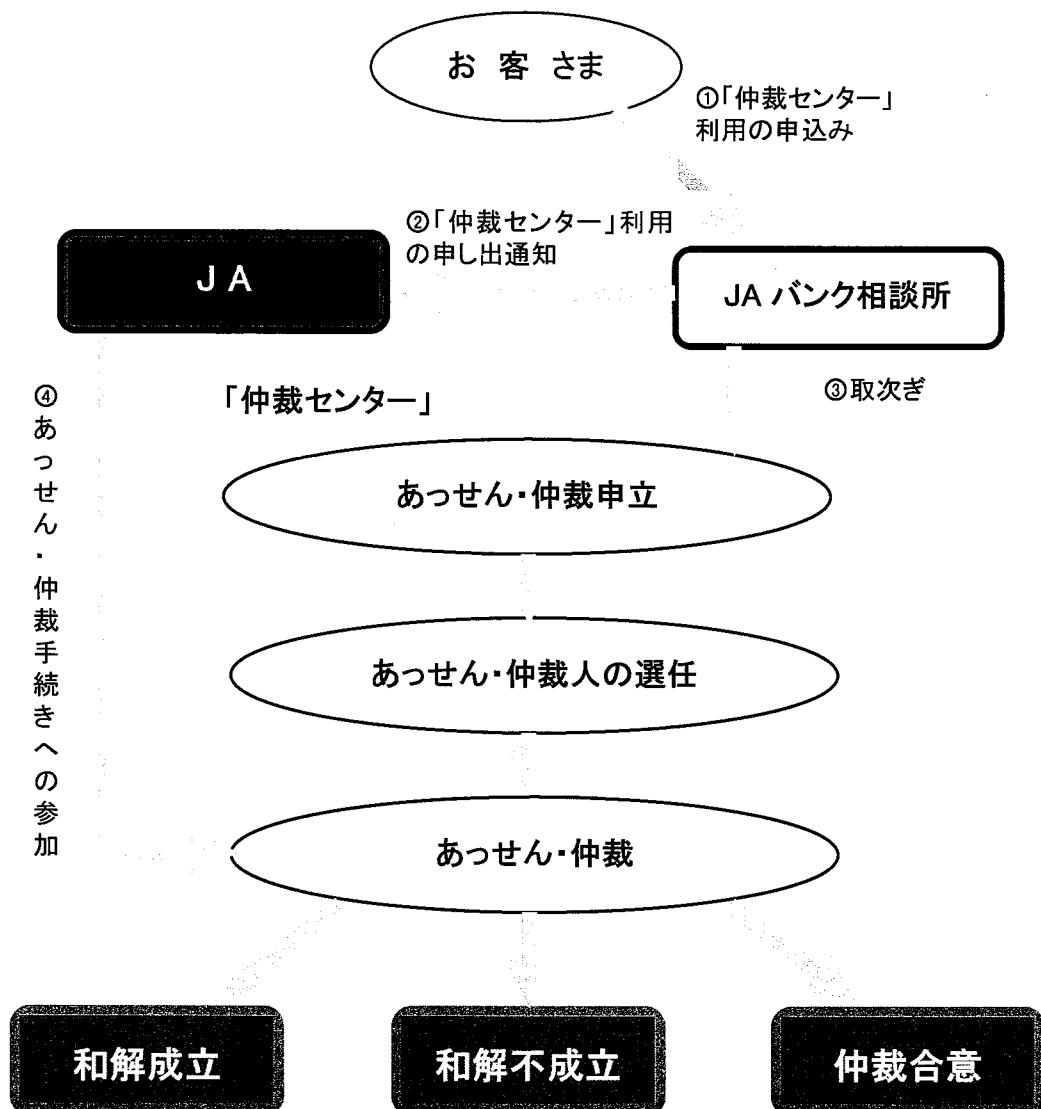 お 客 さま
①「仲裁センター」
利用の申込み
②「仲裁センター」利用
の申し出通知
ＪＡ
JA バンク相談所
③取次ぎ
④あっせん・仲裁手続きへの参加
「仲裁センター」
あっせん・仲裁申立
あっせん・仲裁人の選任
あっせん・仲裁
和解成立
和解不成立
仲裁合意